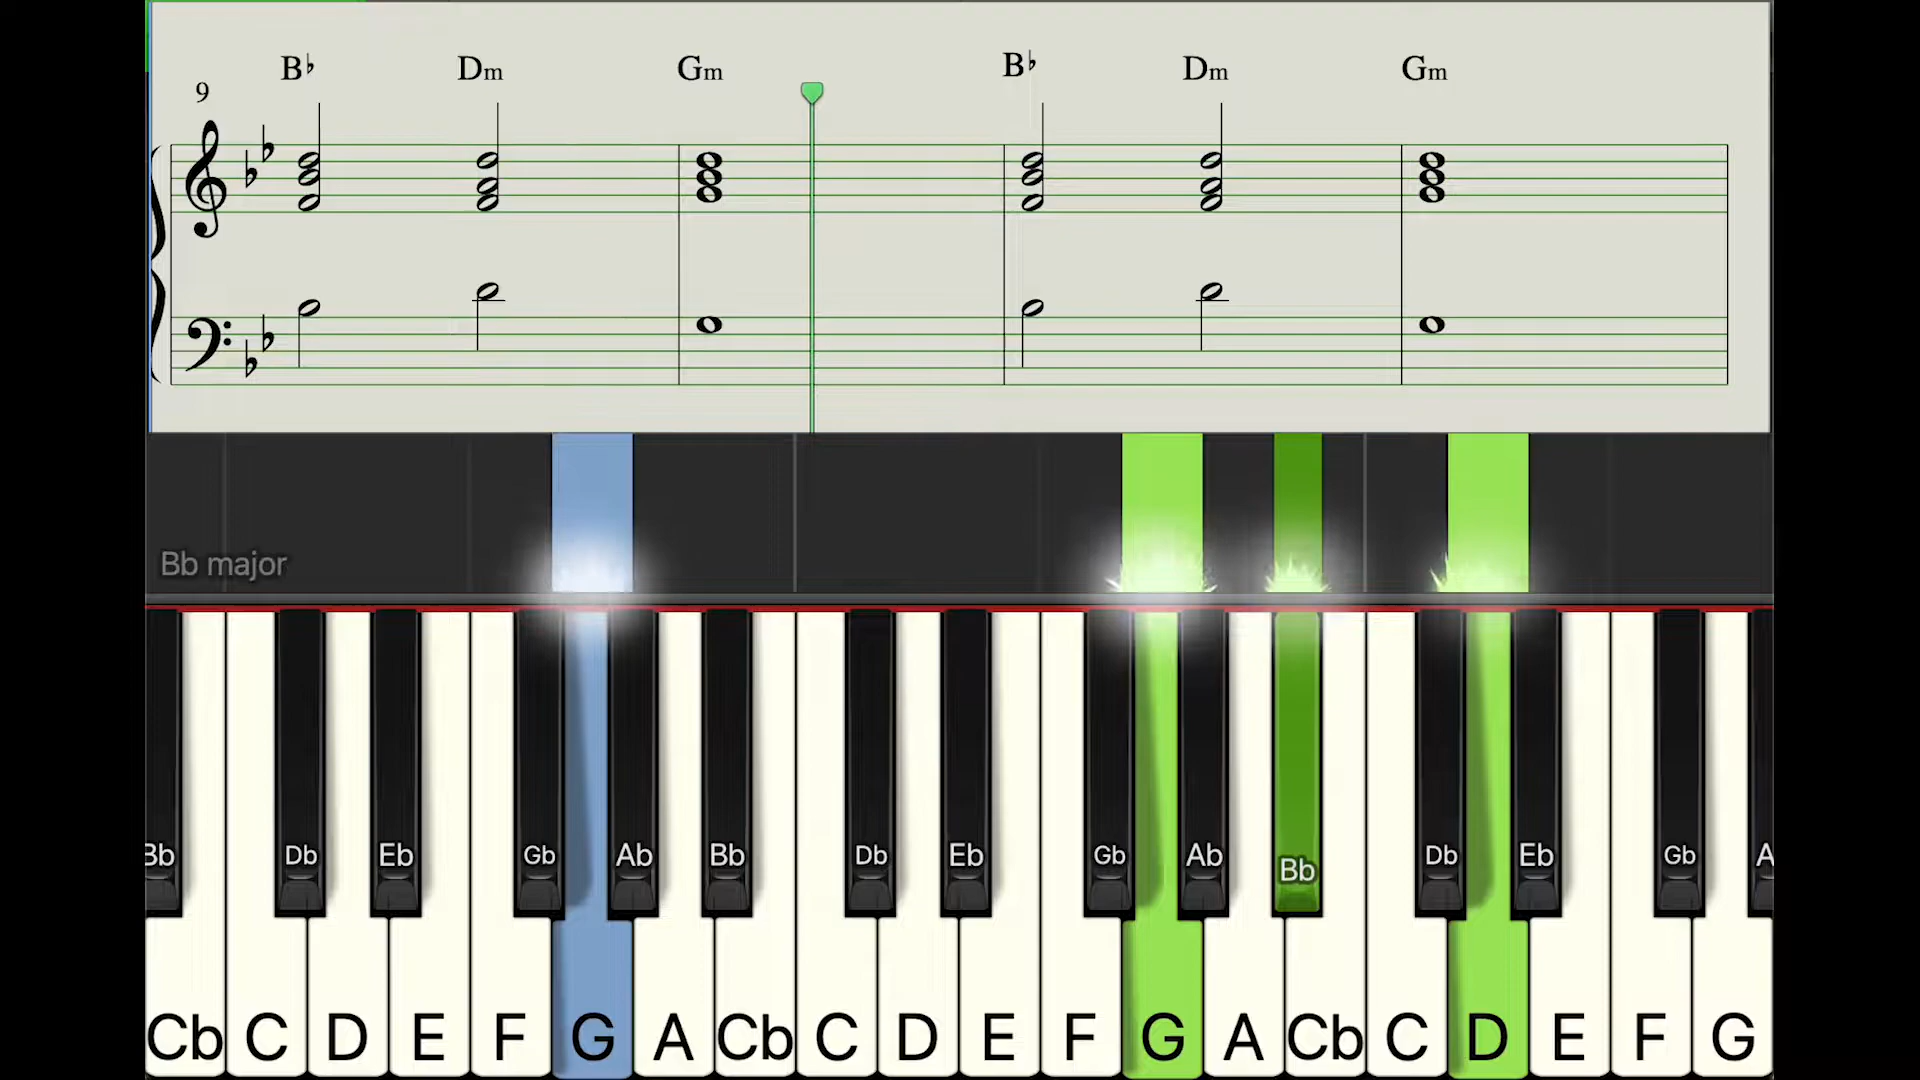 B♭ Dm Gm B♭ Dm Gm
9
Bb major
Bb Db Eb Gb Ab Bb Db Eb Gb Ab Bb Db Eb Gb A
Cb C D E F G A Cb C D E F G A Cb C D E F G